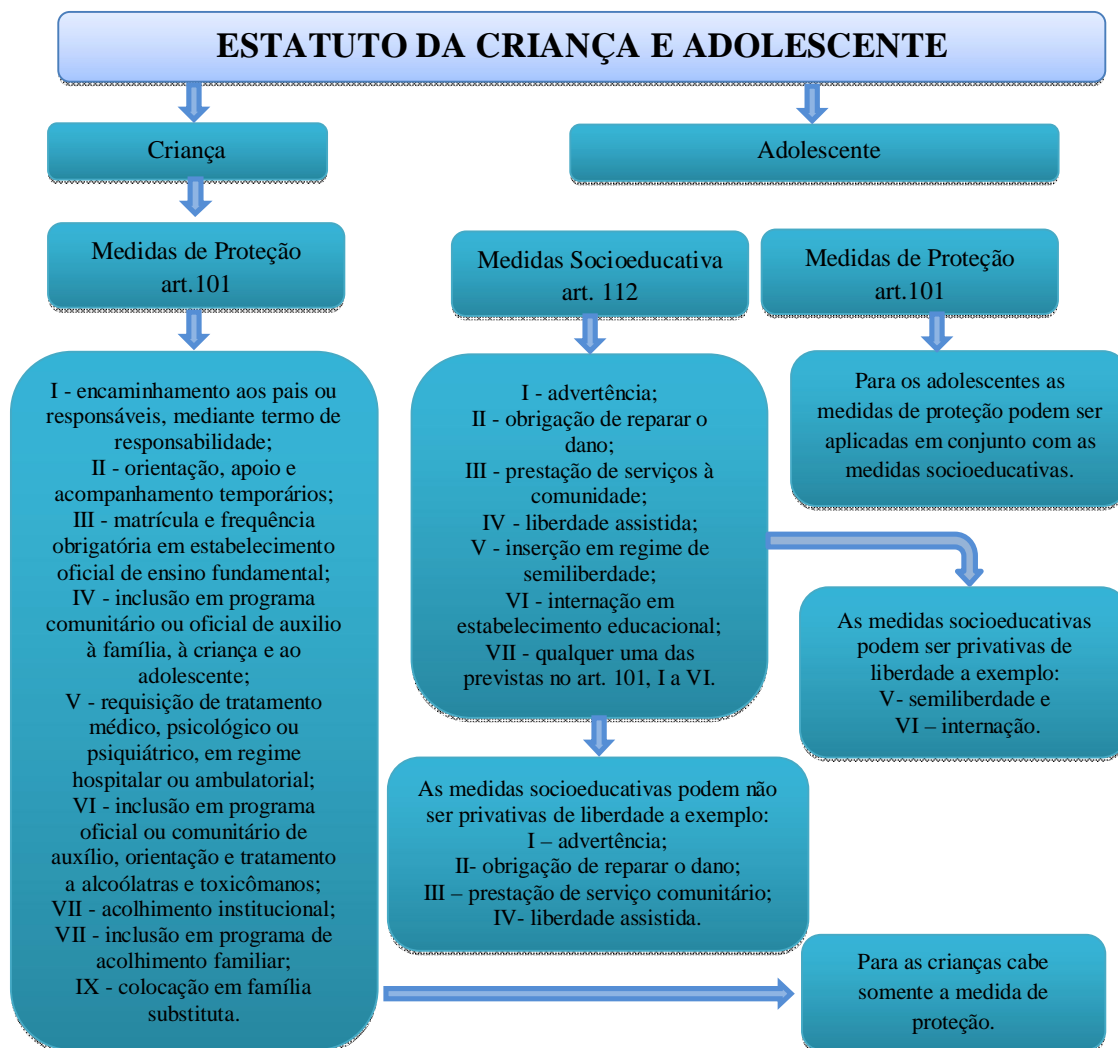 ESTATUTO DA CRIANÇA E ADOLESCENTE
Criança
Adolescente
Medidas de Proteção
art.101
Medidas Socioeducativa
art. 112
Medidas de Proteção
art.101
I - encaminhamento aos pais ou
responsáveis, mediante termo de
responsabilidade;
II - orientação, apoio e
acompanhamento temporários;
III - matrícula e frequência
obrigatória em estabelecimento
oficial de ensino fundamental;
IV - inclusão em programa
comunitário ou oficial de auxilio
à família, à criança e ao
adolescente;
V - requisição de tratamento
médico, psicológico ou
psiquiátrico, em regime
hospitalar ou ambulatorial;
VI - inclusão em programa
oficial ou comunitário de
auxílio, orientação e tratamento
a alcoólatras e toxicômanos;
VII - acolhimento institucional;
VII - inclusão em programa de
acolhimento familiar;
IX - colocação em família
substituta.
I - advertência;
II - obrigação de reparar o
dano;
III - prestação de serviços à
comunidade;
IV - liberdade assistida;
V - inserção em regime de
semiliberdade;
VI - internação em
estabelecimento educacional;
VII - qualquer uma das
previstas no art. 101, I a VI.
Para os adolescentes as
medidas de proteção podem ser
aplicadas em conjunto com as
medidas socioeducativas.
As medidas socioeducativas
podem ser privativas de
liberdade a exemplo:
V- semiliberdade e
VI – internação.
As medidas socioeducativas podem não
ser privativas de liberdade a exemplo:
I – advertência;
II- obrigação de reparar o dano;
III – prestação de serviço comunitário;
IV- liberdade assistida.
Para as crianças cabe
somente a medida de
proteção.